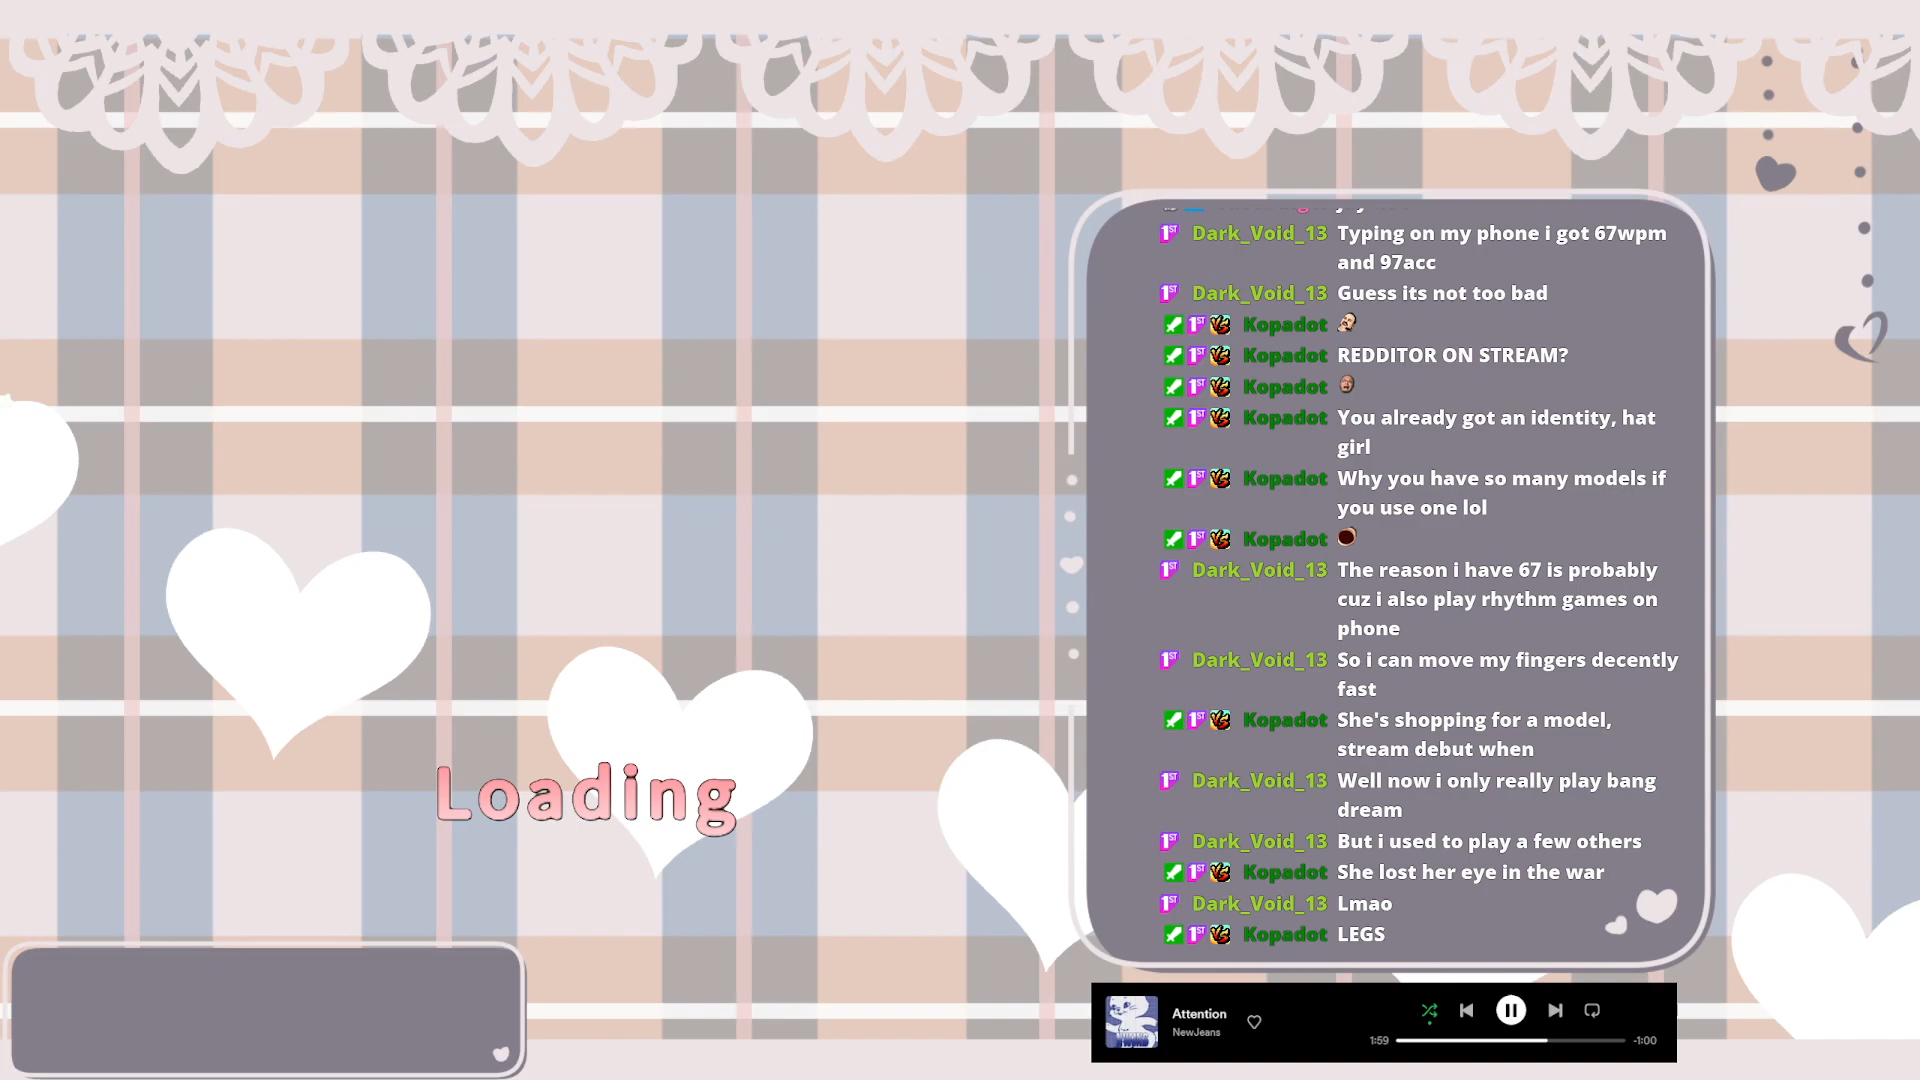 Dark_Void_13 Typing on my phone i got 67wpm
and 97acc
Dark_Void_13 Guess its not too bad
Kopadot
Kopadot REDDITOR ON STREAM?
Kopadot
Kopadot You already got an identity, hat
girl
Kopadot Why you have so many models if
you use one lol
Kopadot
Dark_Void_13 The reason i have 67 is probably
cuz i also play rhythm games on
phone
Dark_Void_13 So i can move my fingers decently
fast
Kopadot She's shopping for a model,
stream debut when
Dark_Void_13 Well now i only really play bang
dream
Dark_Void_13 But i used to play a few others
Kopadot She lost her eye in the war
Dark_Void_13 Lmao
Kopadot LEGS
Loading
Attention
NewJeans
1:59 -1:00